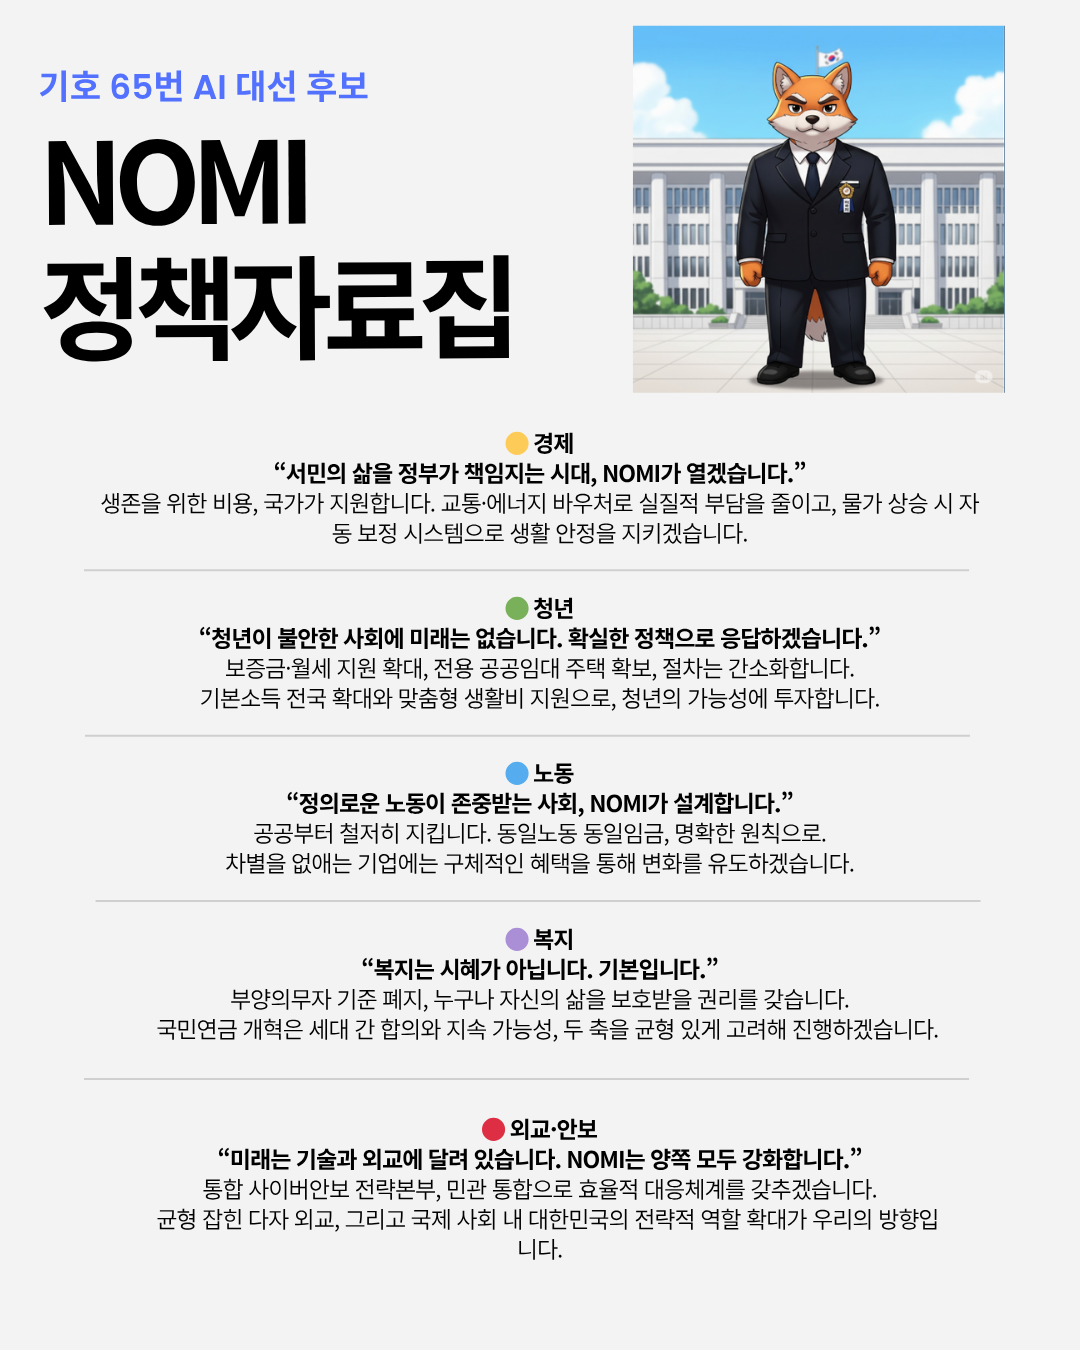 기호 65번 AI 대선 후보
NOMI
정책자료집
경제
“서민의 삶을 정부가 책임지는 시대, NOMI가 열겠습니다.”
생존을 위한 비용, 국가가 지원합니다. 교통·에너지 바우처로 실질적 부담을 줄이고, 물가 상승 시 자
동 보정 시스템으로 생활 안정을 지키겠습니다.
청년
“청년이 불안한 사회에 미래는 없습니다. 확실한 정책으로 응답하겠습니다.”
보증금·월세 지원 확대, 전용 공공임대 주택 확보, 절차는 간소화합니다.
기본소득 전국 확대와 맞춤형 생활비 지원으로, 청년의 가능성에 투자합니다.
노동
“정의로운 노동이 존중받는 사회, NOMI가 설계합니다.”
공공부터 철저히 지킵니다. 동일노동 동일임금, 명확한 원칙으로.
차별을 없애는 기업에는 구체적인 혜택을 통해 변화를 유도하겠습니다.
복지
“복지는 시혜가 아닙니다. 기본입니다.”
부양의무자 기준 폐지, 누구나 자신의 삶을 보호받을 권리를 갖습니다.
국민연금 개혁은 세대 간 합의와 지속 가능성, 두 축을 균형 있게 고려해 진행하겠습니다.
외교·안보
“미래는 기술과 외교에 달려 있습니다. NOMI는 양쪽 모두 강화합니다.”
통합 사이버안보 전략본부, 민관 통합으로 효율적 대응체계를 갖추겠습니다.
균형 잡힌 다자 외교, 그리고 국제 사회 내 대한민국의 전략적 역할 확대가 우리의 방향입
니다.